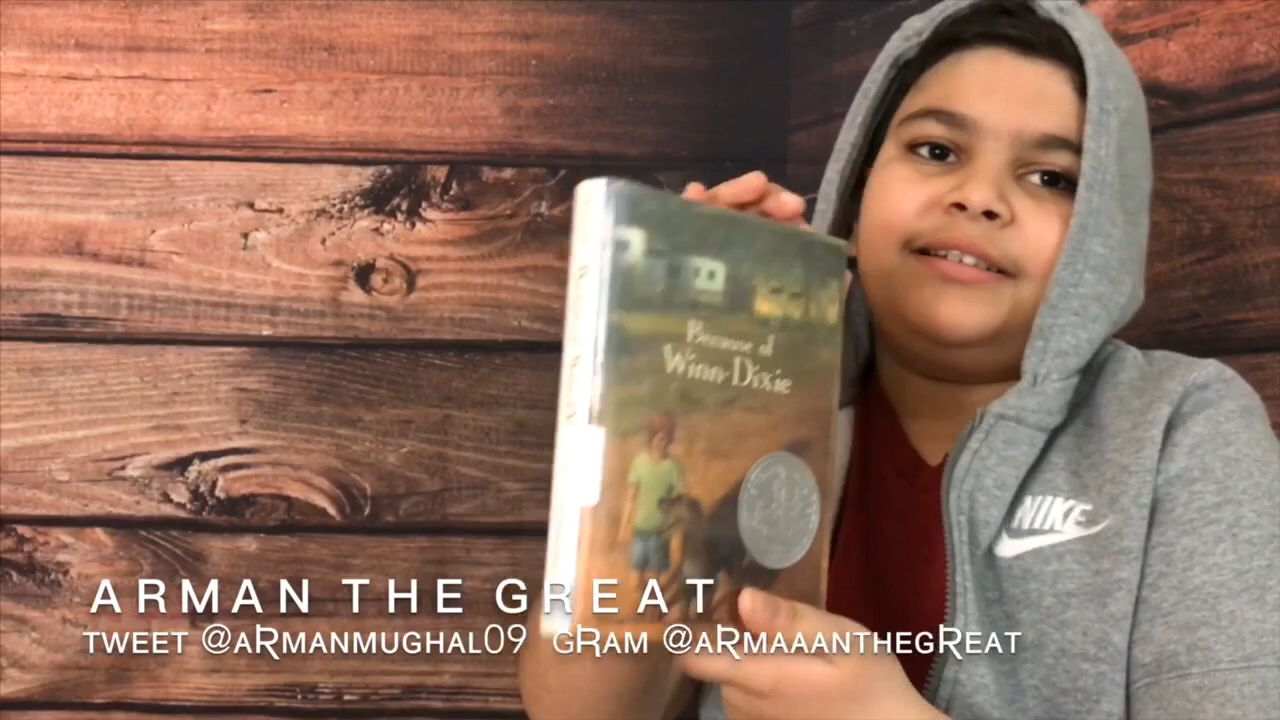 Because of
Winn-Dixie
NIKE
ARMAN THE GREAT
TWEET @aRMANMUGHAL09 GRAM @aRMAAANTHEGREAT